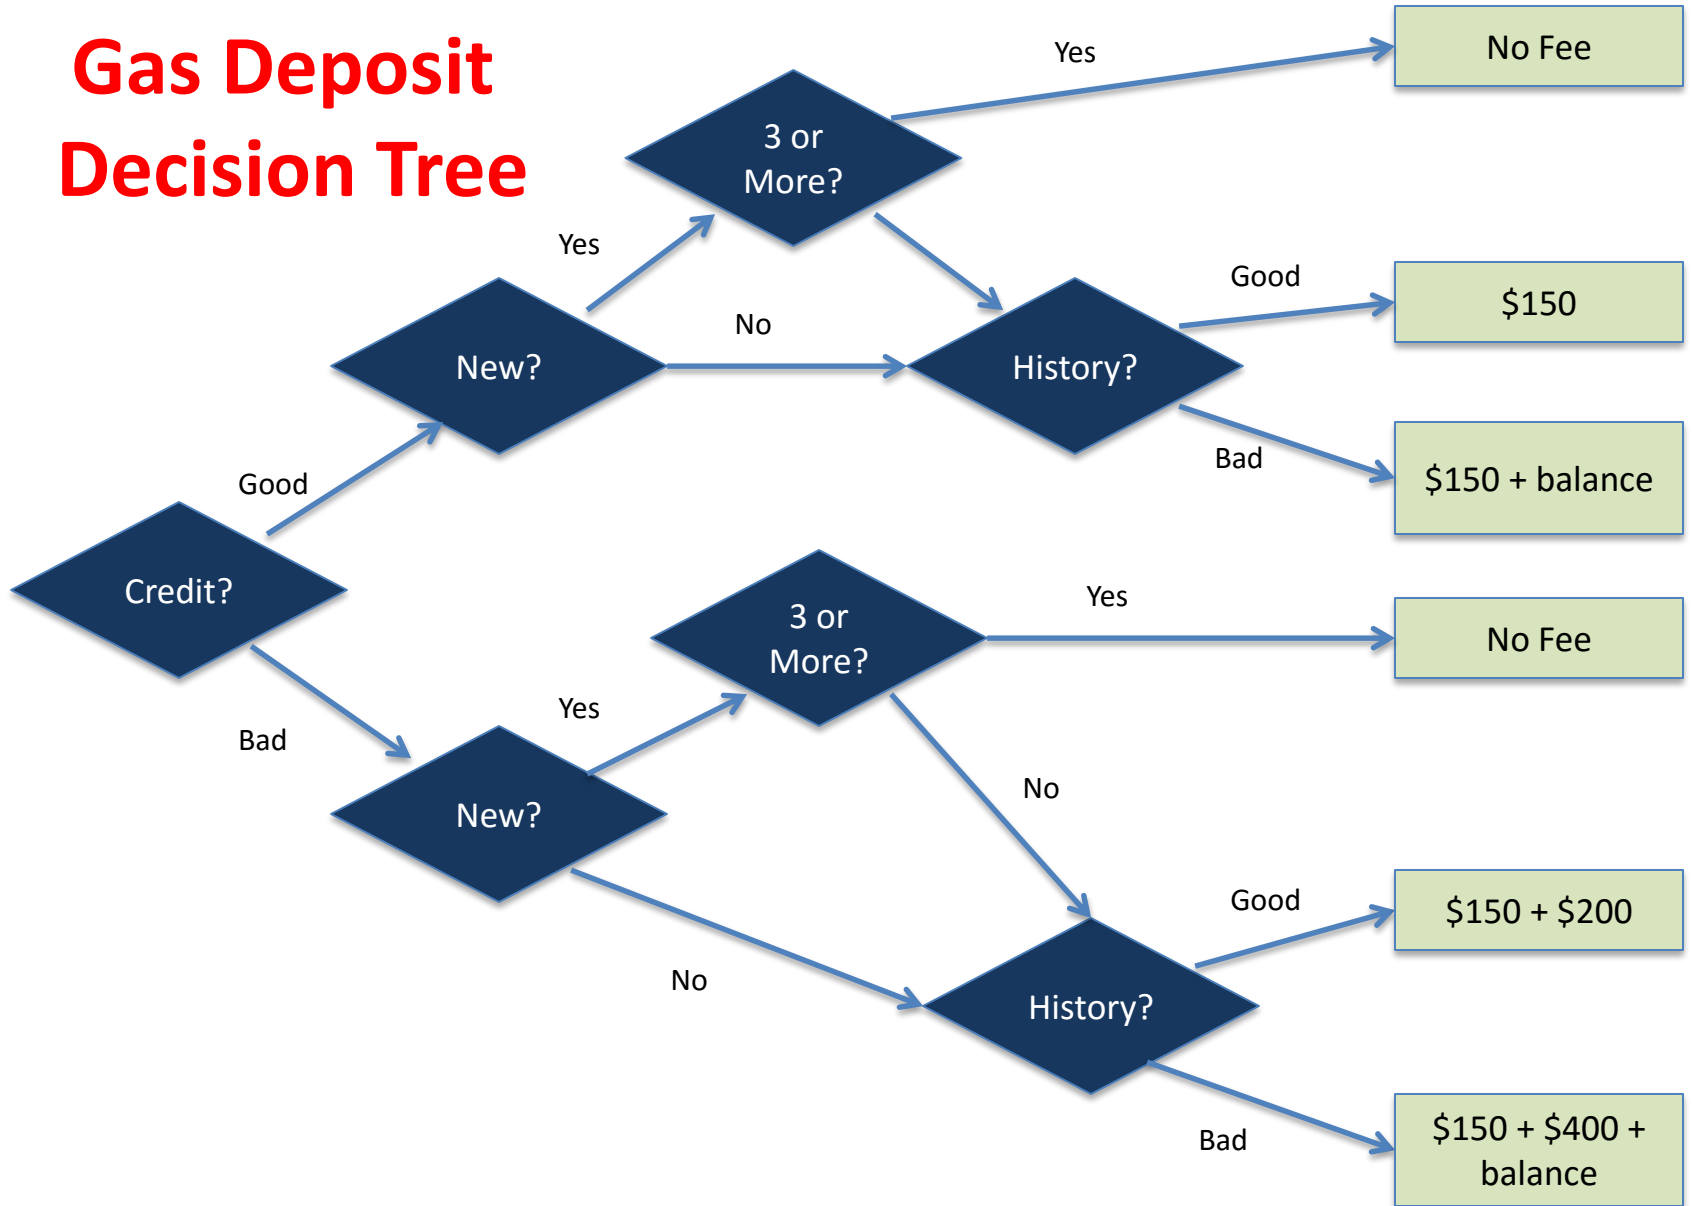 Gas Deposit
Decision Tree
Yes
No Fee
3 or
More?
Yes
Good
$150
No
New?
History?
Bad
$150 + balance
Good
Credit?
3 or
More?
Yes
No Fee
Bad
Yes
No
New?
Good
$150 + $200
No
History?
Bad
$150 + $400 +
balance